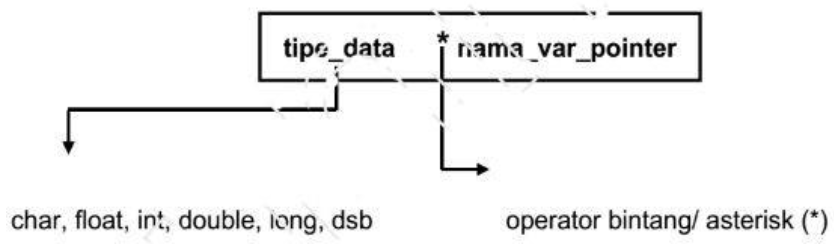 tipe_data * nama_var_pointer
char, float, int, double, long, dsb operator bintang/ asterisk (*)